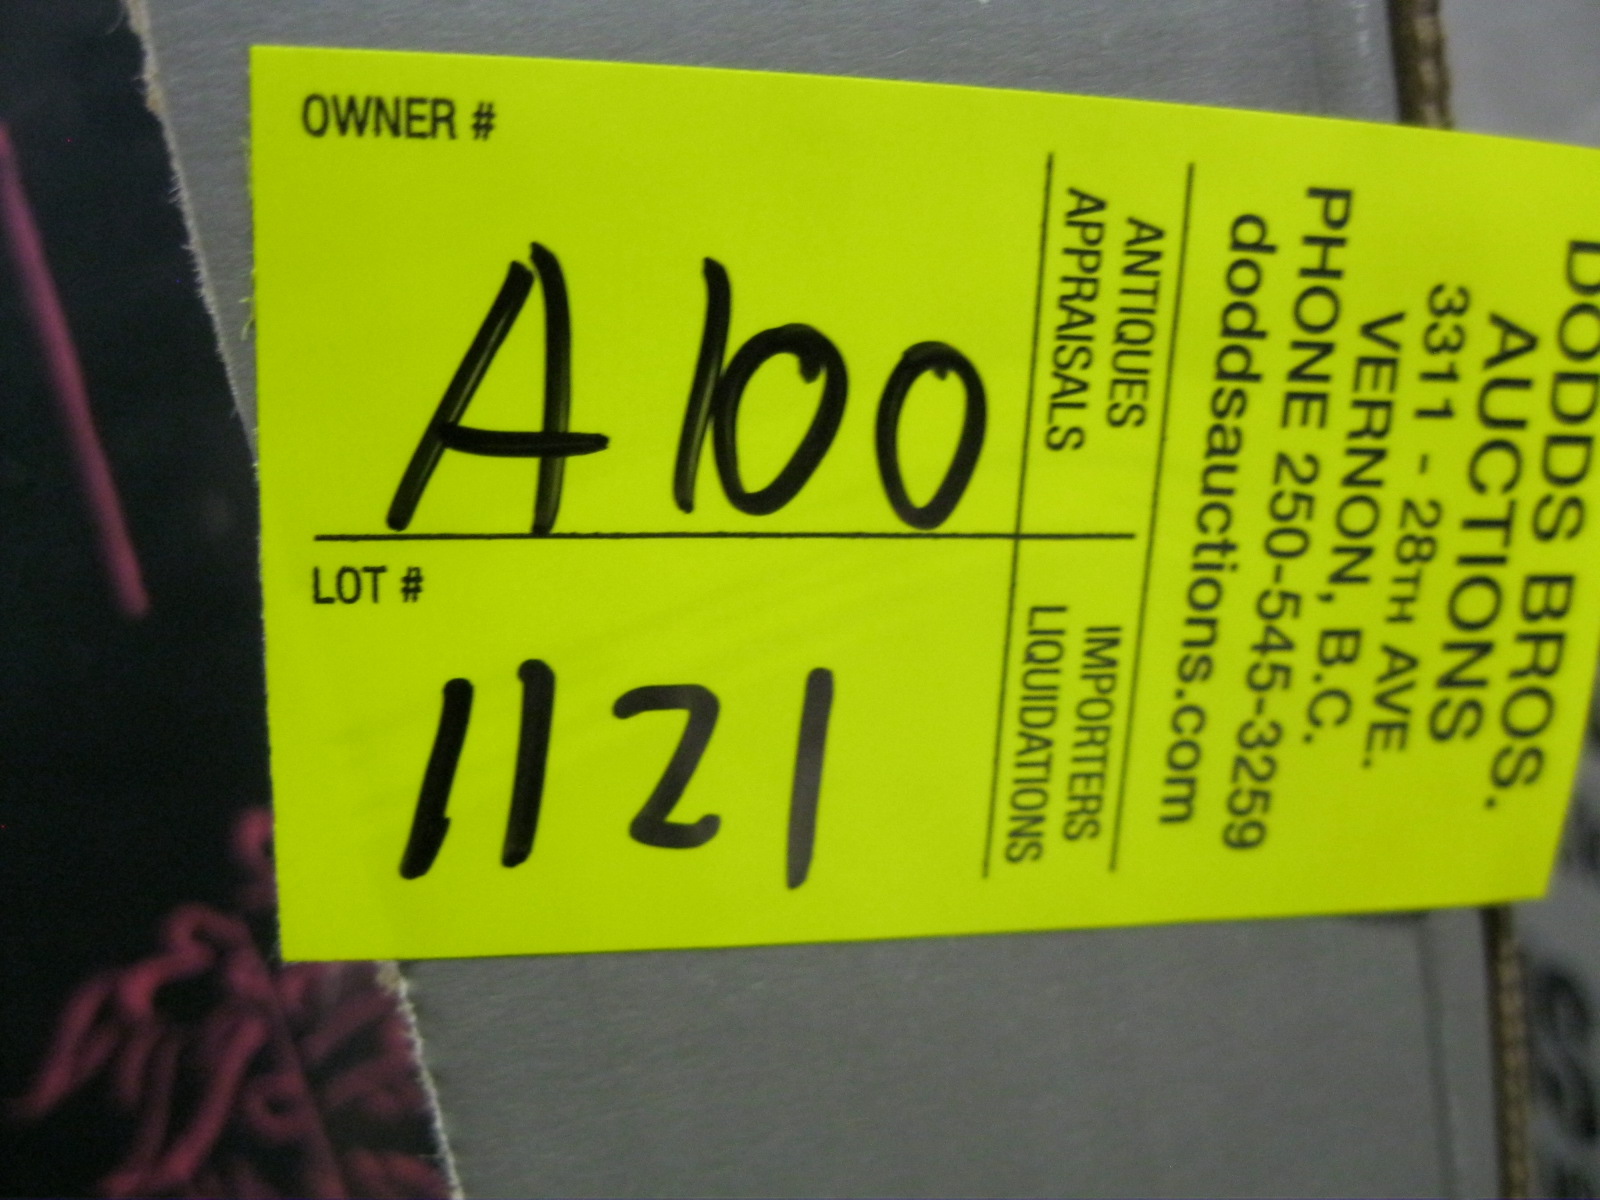 OWNER #
A100
LOT #
1121
DODDS BROS.
AUCTIONS
3311 - 28TH AVE.
VERNON, B.C.
PHONE 250-545-3259
doddsauctions.com
ANTIQUES
APPRAISALS
IMPORTERS
LIQUIDATIONS